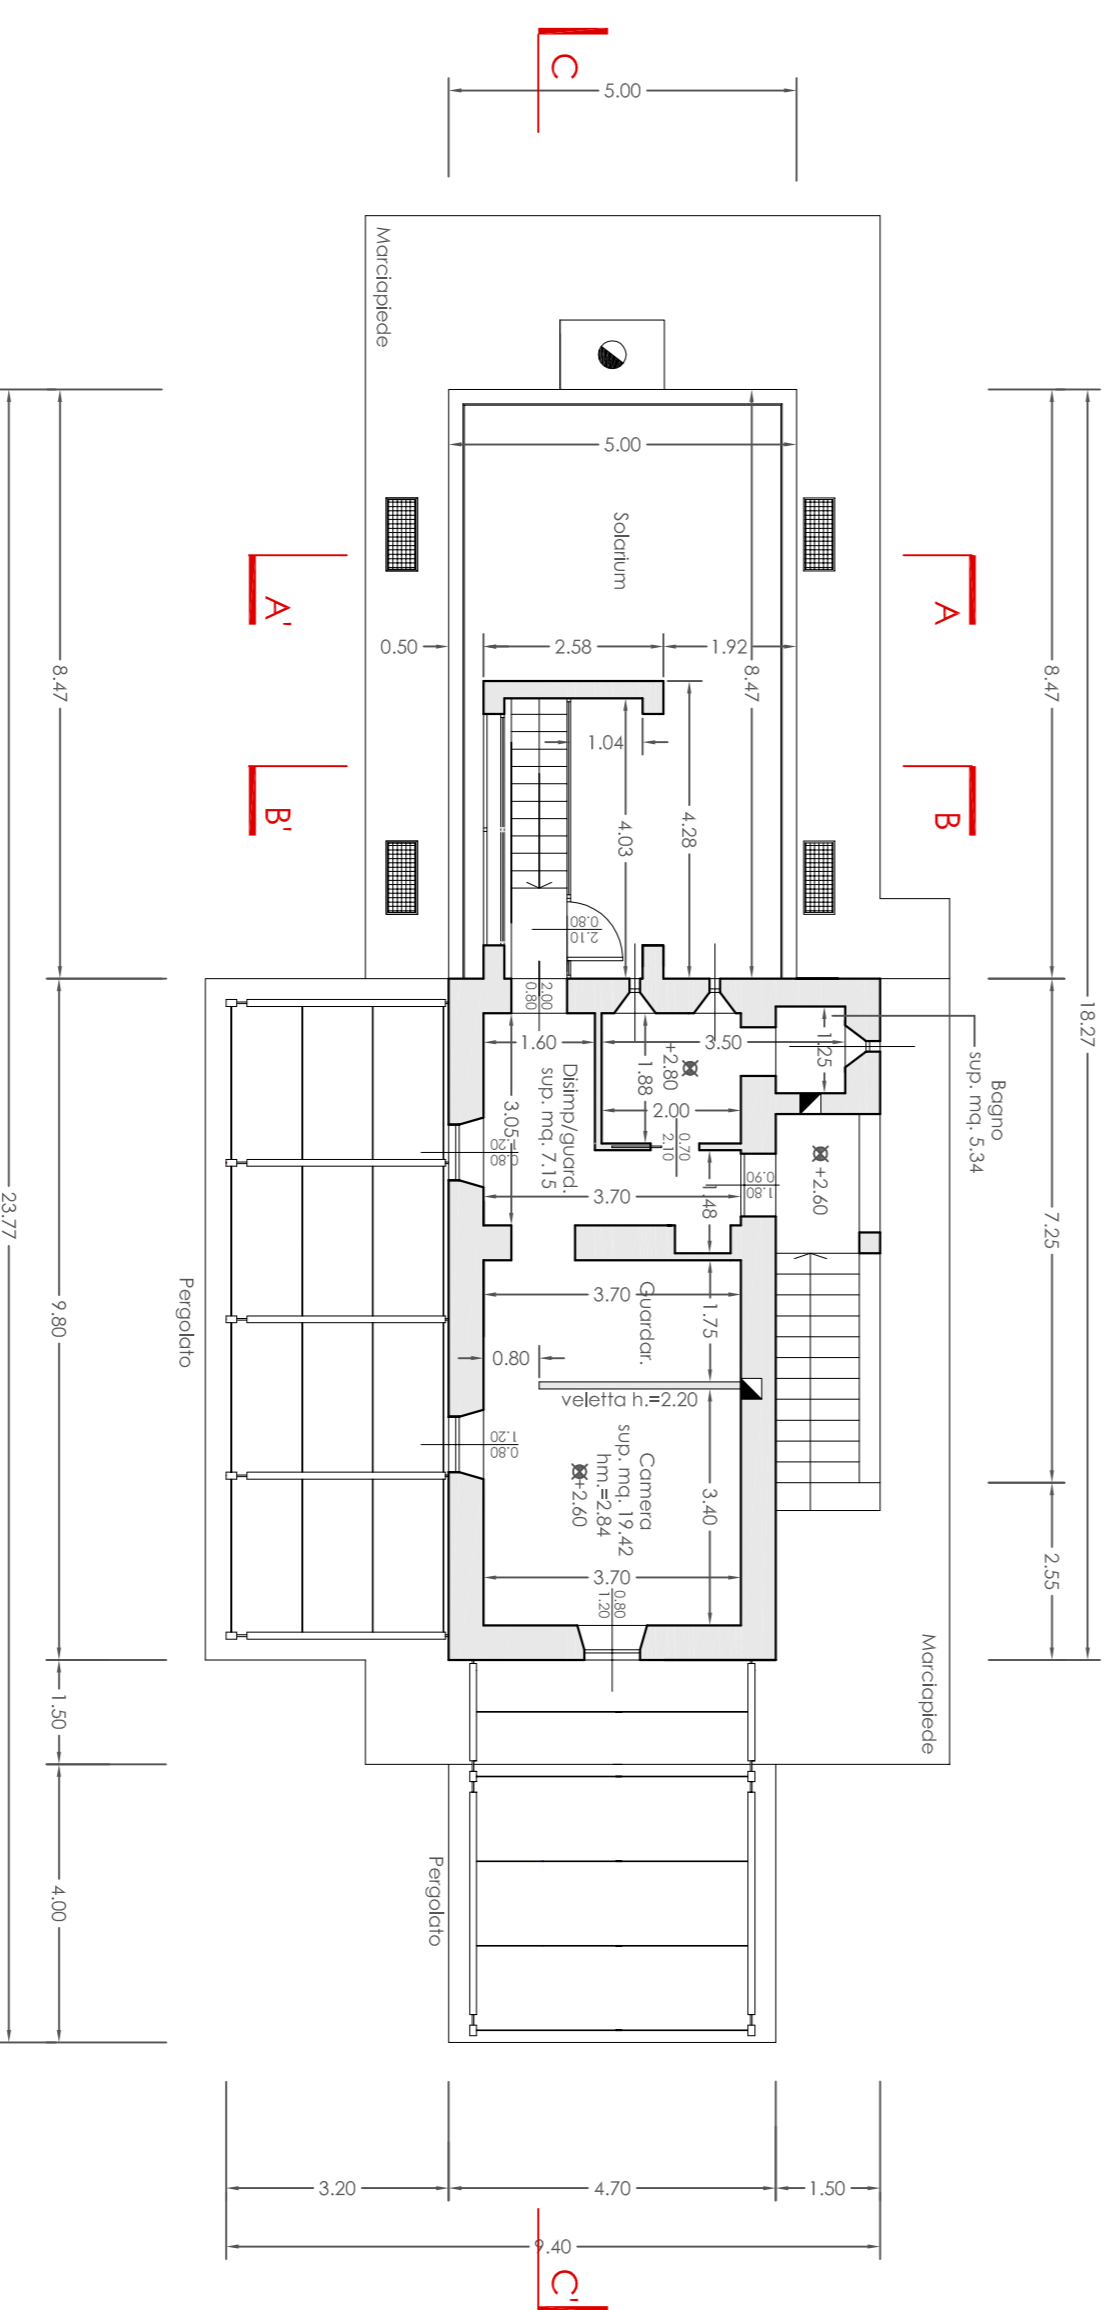 C
5.00
Marciapiede
5.00
Solarium
A'
A
0.50
2.58
1.92
8.47
8.47
8.47
1.04
4.03
4.28
B'
B
0.80
2.10
18.27
2.00
0.80
1.60
3.50
1.25
+2.80
1.88
Bagno
sup. mq. 5.34
Disimp/guard.
sup. mq. 7.15
3.05
2.00
0.70
2.10
1.20
0.80
+2.60
0.90
1.80
3.70
1.48
7.25
23.77
9.80
Pergolato
3.70
Guardar.
1.75
0.80
veletta h.=2.20
1.20
0.80
Camera
sup. mq. 19.42
hm.=2.84
+2.60
3.40
3.70
0.80
1.20
2.55
Marciapiede
1.50
4.00
Pergolato
3.20
4.70
1.50
9.40
C'